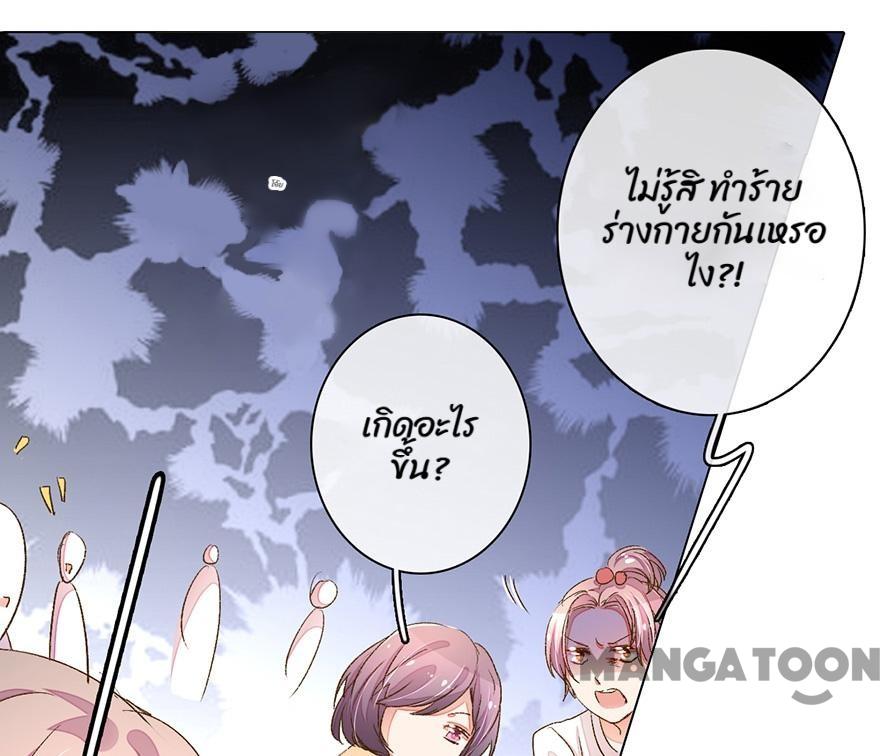 ไม่รู้สิ ทำร้าย
ร่างกายกันเหรอ
ไง?!
เกิดอะไร
ขึ้น?
MANGATOON